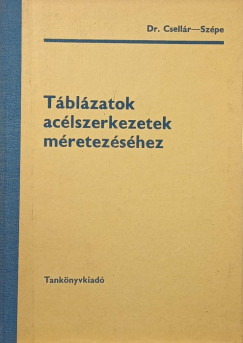 Dr. Csellár—Szépe
Táblázatok
acélszerkezetek
méretezéséhez
Tankönyvkiadó